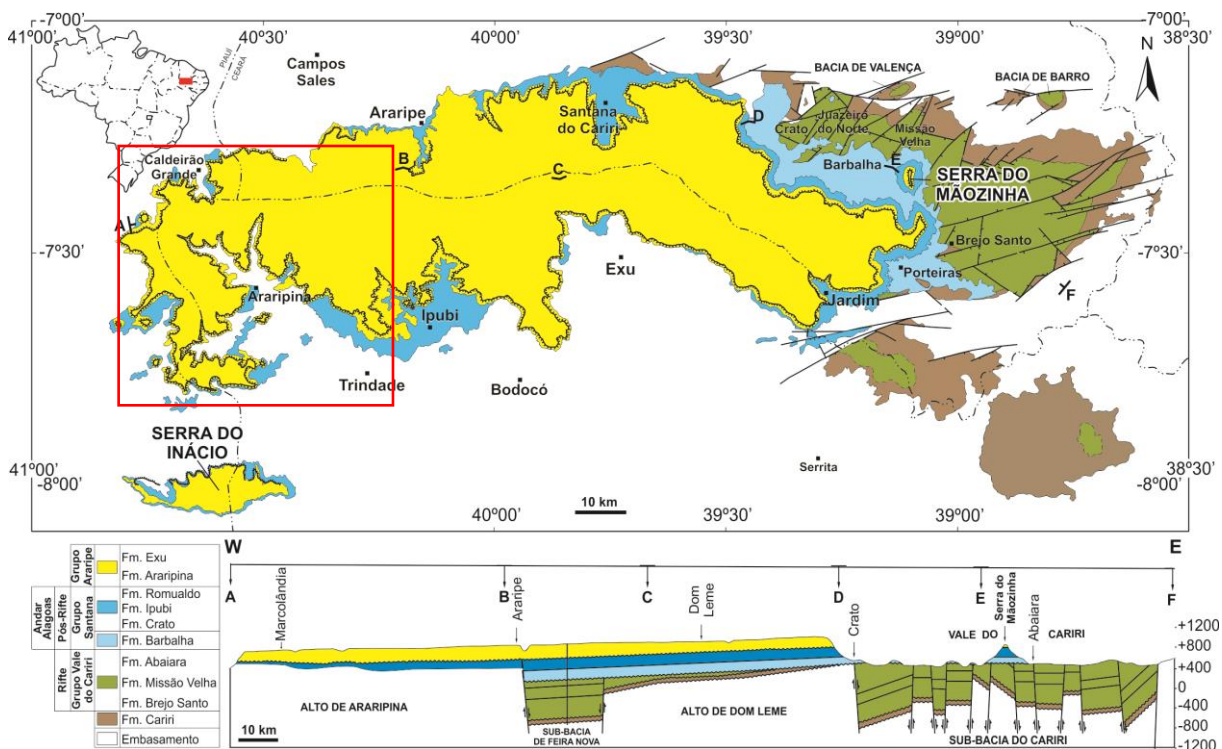 -7°00' -7°00'
41°00' 40°30' 40°00' 39°30' 39°00' 38°30'
N
PIAUÍ
CEARÁ
Campos
Sales
BACIA DE VALENÇA
BACIA DE BARRO
Araripe
Santana
do Cariri
D
Crato
Juazeiro
do Norte
Missão
Velha
Caldeirão
Grande
B
C
Barbalha
E
SERRA DO
MÃOZINHA
A
Brejo Santo
-7°30' -7°30'
Exu
Porteiras
Araripina
Jardim
F
Ipubi
Trindade
Bodocó
SERRA DO
INÁCIO
Serrita
41°00' 38°30'
-8°00' -8°00'
10 km
40°30' 40°00' 39°30' 39°00'
W E
A B C D E F
Marcolândia
Araripe
Dom
Leme
Crato
Serra do
Mãozinha
Abaiara
VALE DO CARIRI
+1200
+800
+400
0
-400
-800
-1200
ALTO DE ARARIPINA
SUB-BACIA
DE FEIRA NOVA
ALTO DE DOM LEME
SUB-BACIA DO CARIRI
10 km
Grupo
Araripe
Fm. Exu
Fm. Araripina
Andar
Alagoas
Pós-Rifte
Grupo
Santana
Fm. Romualdo
Fm. Ipubi
Fm. Crato
Fm. Barbalha
Rifte
Grupo Vale
do Cariri
Fm. Abaiara
Fm. Missão Velha
Fm. Brejo Santo
Fm. Cariri
Embasamento